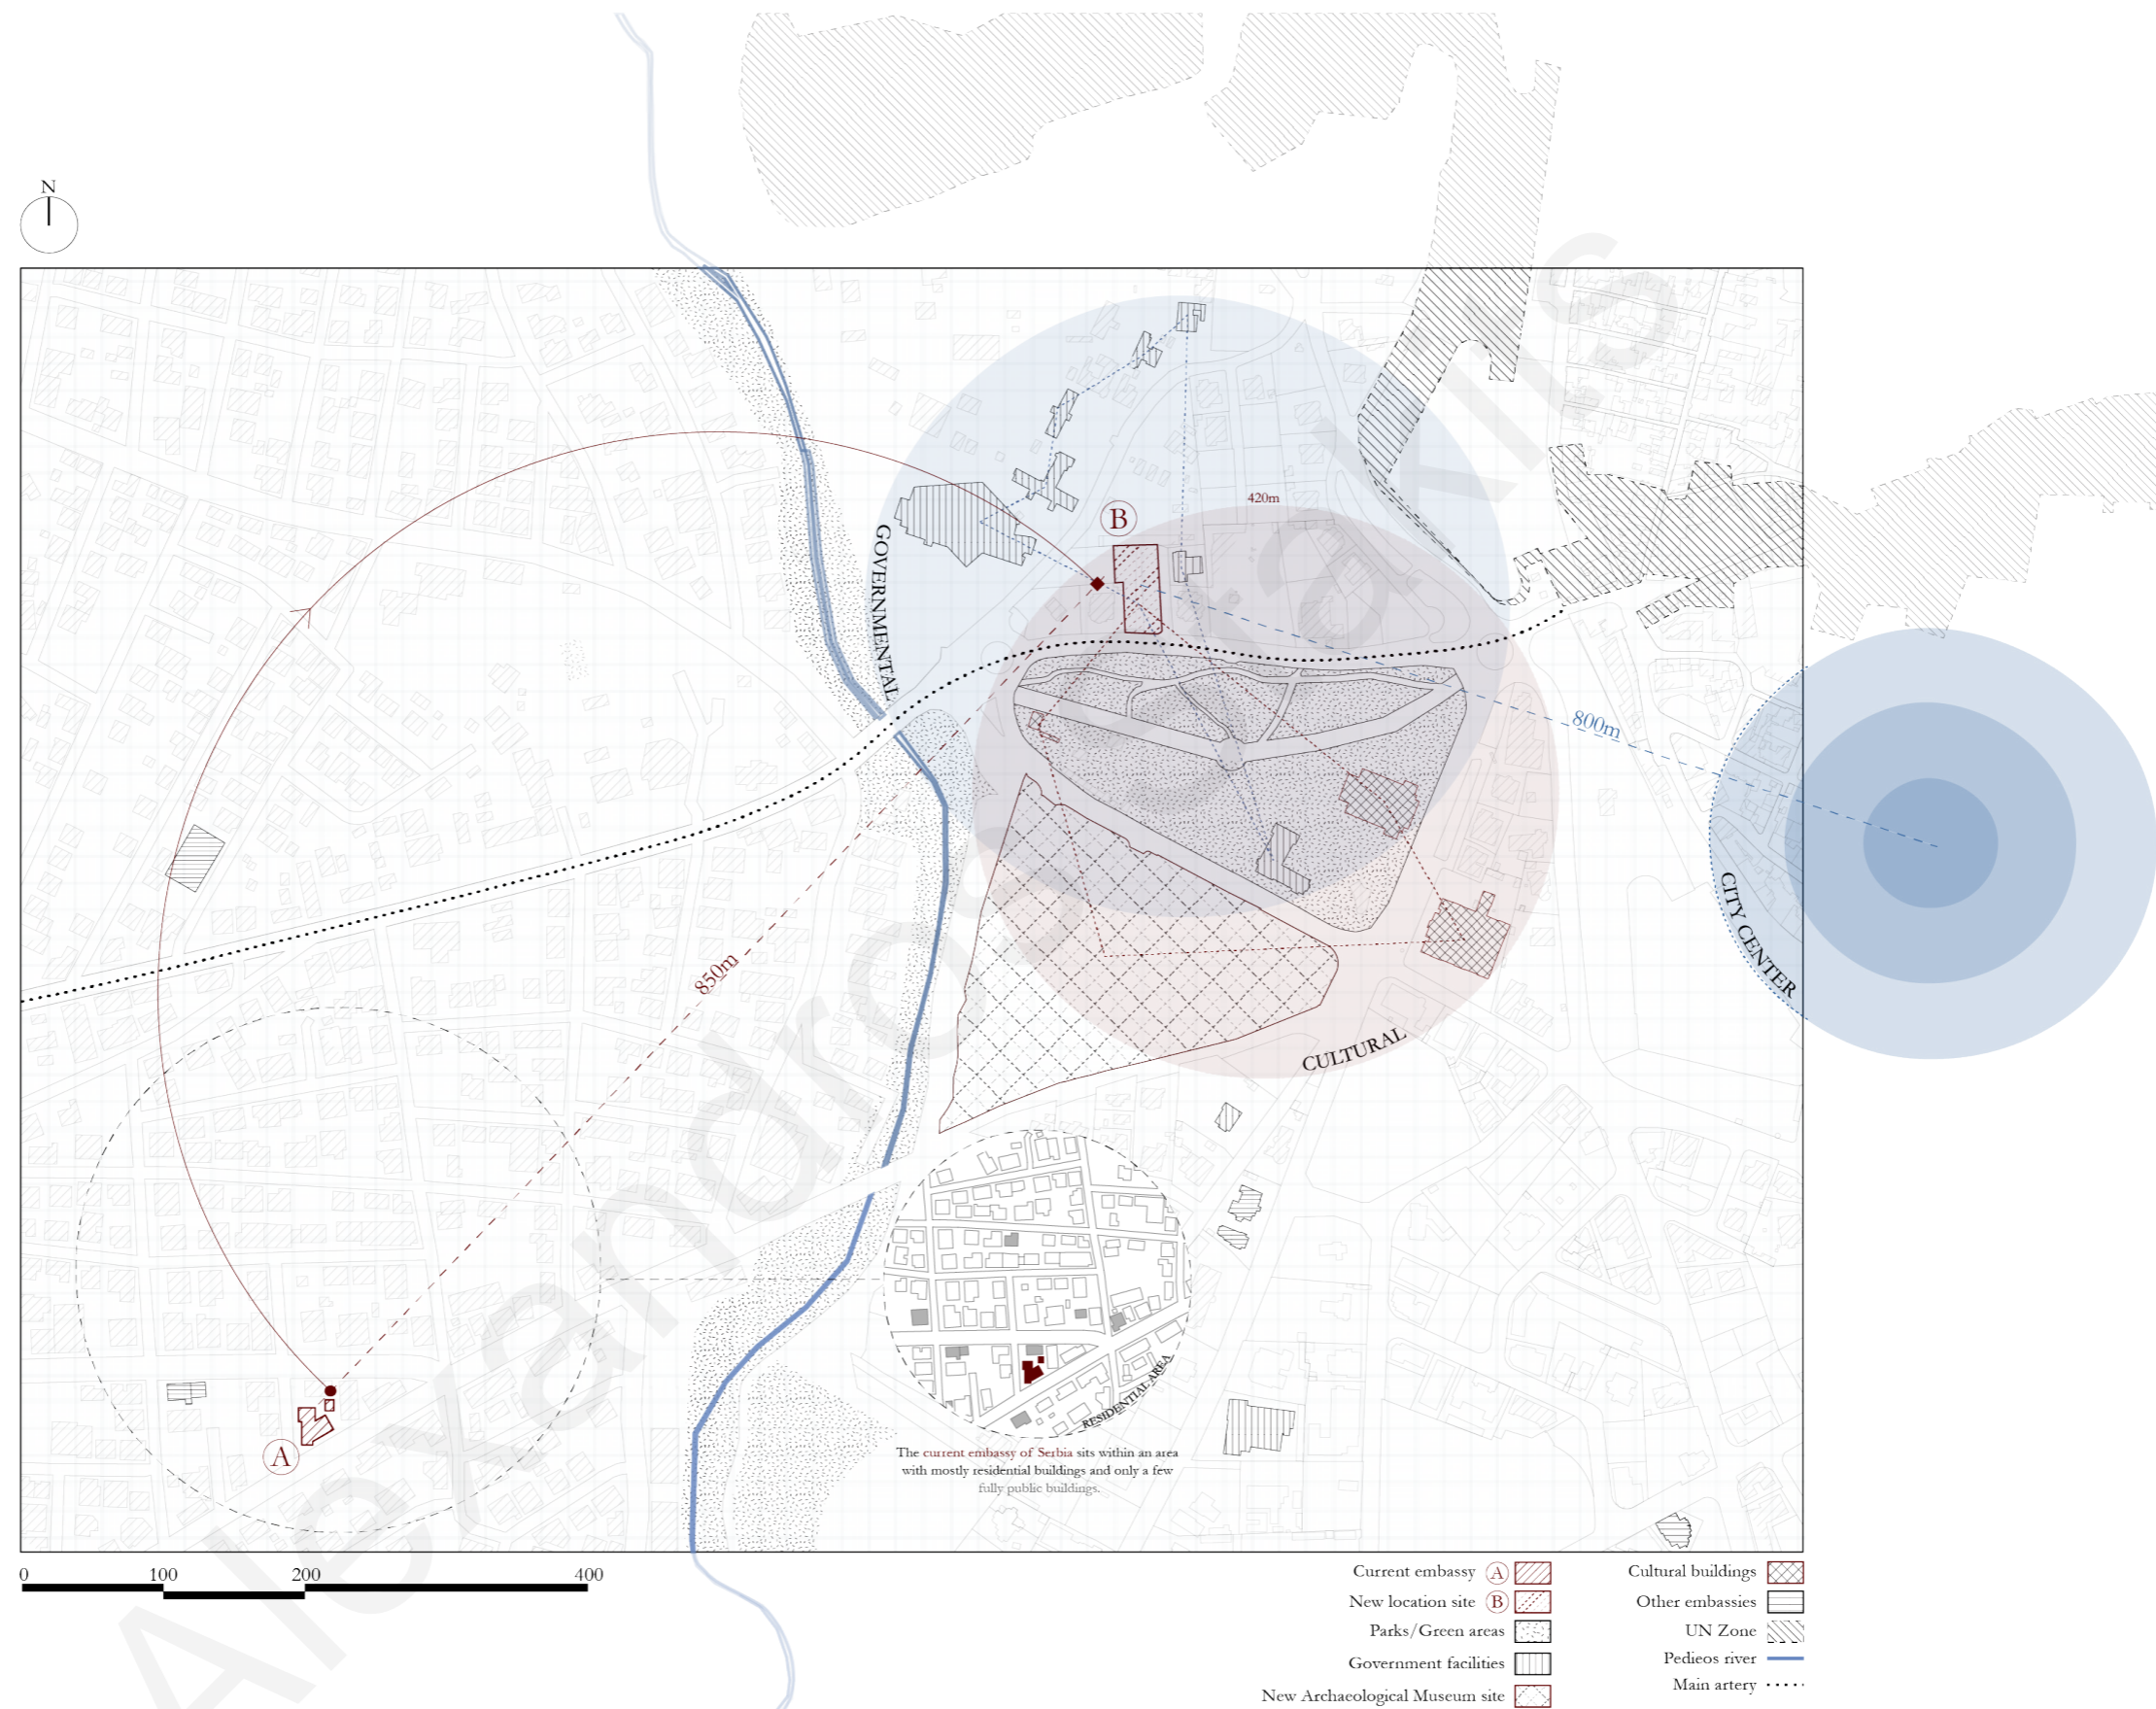 N
420m
B
GOVERNMENTAL
800m
CITY CENTER
850m
CULTURAL
RESIDENTIAL AREA
A
The current embassy of Serbia sits within an area
with mostly residential buildings and only a few
fully public buildings.
0 100 200 400
Current embassy A
New location site B
Parks/Green areas
Government facilities
New Archaeological Museum site
Cultural buildings
Other embassies
UN Zone
Pedieos river
Main artery